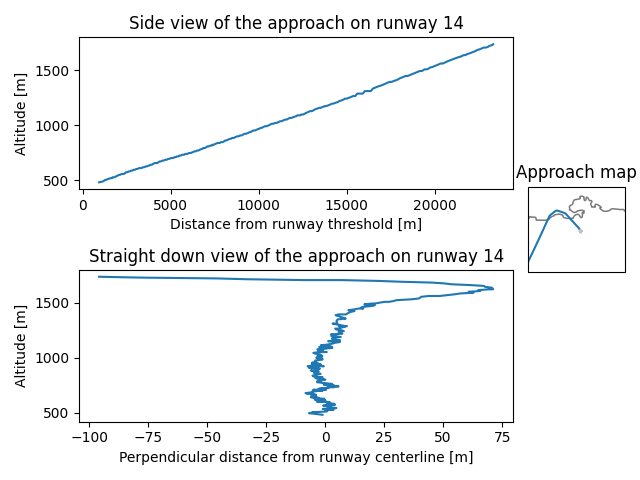 Side view of the approach on runway 14
1500
1000
500
Altitude [m]
0 5000 10000 15000 20000
Distance from runway threshold [m]
Approach map
Straight down view of the approach on runway 14
1500
1000
500
Altitude [m]
−100 −75 −50 −25 0 25 50 75
Perpendicular distance from runway centerline [m]